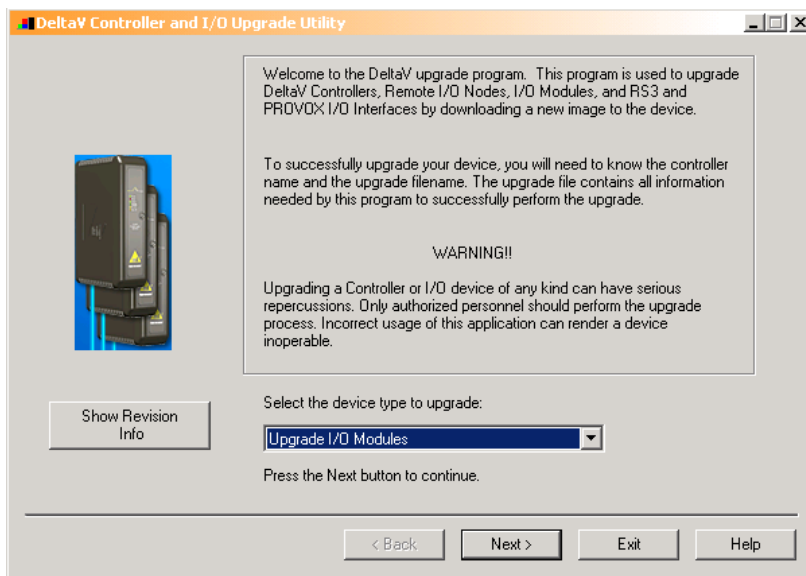 DeltaV Controller and I/O Upgrade Utility
Welcome to the DeltaV upgrade program.  This program is used to upgrade
DeltaV Controllers, Remote I/O Nodes, I/O Modules, and RS3 and
PROVOX I/O Interfaces by downloading a new image to the device.
To successfully upgrade your device, you will need to know the controller
name and the upgrade filename. The upgrade file contains all information
needed by this program to successfully perform the upgrade.
WARNING!!
Upgrading a Controller or I/O device of any kind can have serious
repercussions. Only authorized personnel should perform the upgrade
process. Incorrect usage of this application can render a device
inoperable.
Show Revision
Info
Select the device type to upgrade:
Upgrade I/O Modules
Press the Next button to continue.
< Back
Next >
Exit
Help